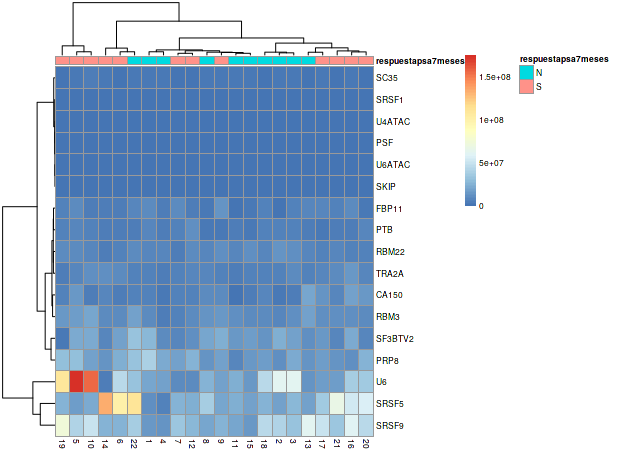 respuestapsa7meses
SC35
SRSF1
U4ATAC
PSF
U6ATAC
SKIP
FBP11
PTB
RBM22
TRA2A
CA150
RBM3
SF3BTV2
PRP8
U6
SRSF5
SRSF9
19 5 10 14 6 22 1 4 7 12 8 9 11 15 18 2 3 13 17 21 16 20
1.5e+08
1e+08
5e+07
0
respuestapsa7meses
N
S